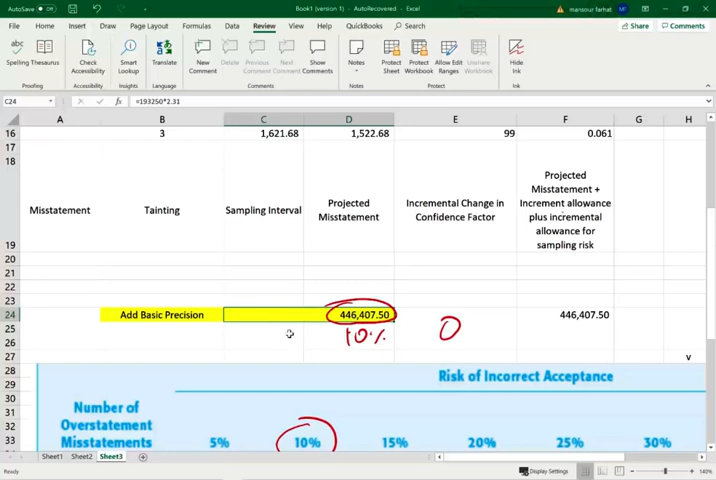 AutoSave Off
Book1 (version 1) - AutoRecovered - Excel
mansour farhat MF
File Home Insert Draw Page Layout Formulas Data Review View Help QuickBooks Search Share Comments
Spelling Thesaurus Check Accessibility Smart Lookup Translate New Comment Delete Previous Comment Next Comment Show Comments Notes Protect Sheet Protect Workbook Allow Edit Ranges Unshare Workbook Hide Ink
Proofing Accessibility Insights Language Comments Notes Protect Ink
C24 fx =193250*2.31
A B C D E F G H
16 3 1,621.68 1,522.68 99 0.061
17
18
19 Misstatement Tainting Sampling Interval Projected Misstatement Incremental Change in Confidence Factor Projected Misstatement + Increment allowance plus incremental allowance for sampling risk
20
21
22
23
24 Add Basic Precision 446,407.50 446,407.50
25 10% 0
26
27 v
28 Risk of Incorrect Acceptance
29
30 Number of
31 Overstatement
32 Misstatements
33 5% 10% 15% 20% 25% 30%
Sheet1 Sheet2 Sheet3
Ready Display Settings 140%